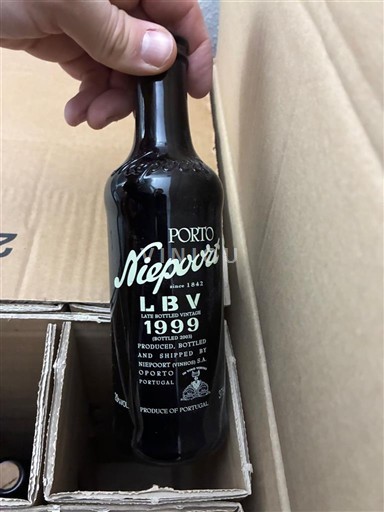 PORTO
Niepoort
since 1842
LBV
LATE BOTTLED VINTAGE
1999
(BOTTLED 2003)
PRODUCED, BOTTLED
AND SHIPPED BY
NIEPOORT (VINHOS) S.A.
OPORTO
PORTUGAL
PRODUCE OF PORTUGAL